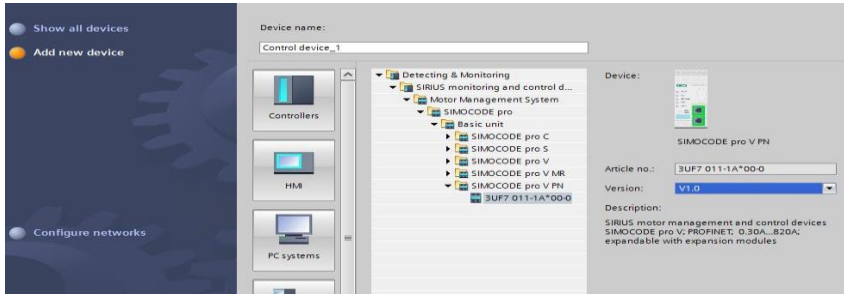 Show all devices
Add new device
Configure networks
Device name:
Control device_1
Controllers
HMI
PC systems
Detecting & Monitoring
SIRIUS monitoring and control d...
Motor Management System
SIMOCODE pro
Basic unit
SIMOCODE pro C
SIMOCODE pro S
SIMOCODE pro V
SIMOCODE pro V MR
SIMOCODE pro V PN
3UF7 011-1A*00-0
Device:
SIMOCODE pro V PN
Article no.: 3UF7 011-1A*00-0
Version: V1.0
Description:
SIRIUS motor management and control devices
SIMOCODE pro V; PROFINET; 0.30A...820A;
expandable with expansion modules